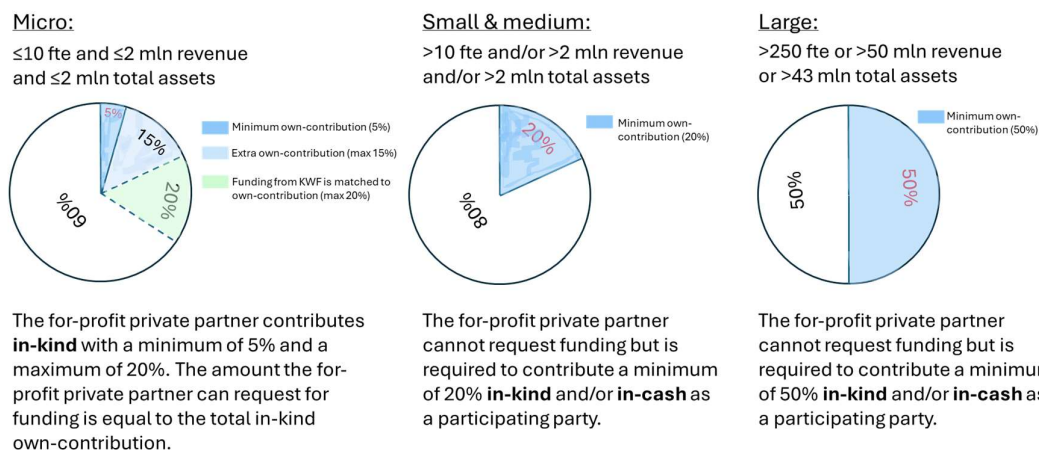 Micro:
≤10 fte and ≤2 mln revenue
and ≤2 mln total assets
5%
15%
20%
60%
Minimum own-contribution (5%)
Extra own-contribution (max 15%)
Funding from KWF is matched to
own-contribution (max 20%)
The for-profit private partner contributes
in-kind with a minimum of 5% and a
maximum of 20%. The amount the for-
profit private partner can request for
funding is equal to the total in-kind
own-contribution.
Small & medium:
>10 fte and/or >2 mln revenue
and/or >2 mln total assets
20%
80%
Minimum own-
contribution (20%)
The for-profit private partner
cannot request funding but is
required to contribute a minimum
of 20% in-kind and/or in-cash as
a participating party.
Large:
>250 fte or >50 mln revenue
or >43 mln total assets
50%
50%
Minimum own-
contribution (50%)
The for-profit private partner
cannot request funding but is
required to contribute a minimum
of 50% in-kind and/or in-cash as
a participating party.